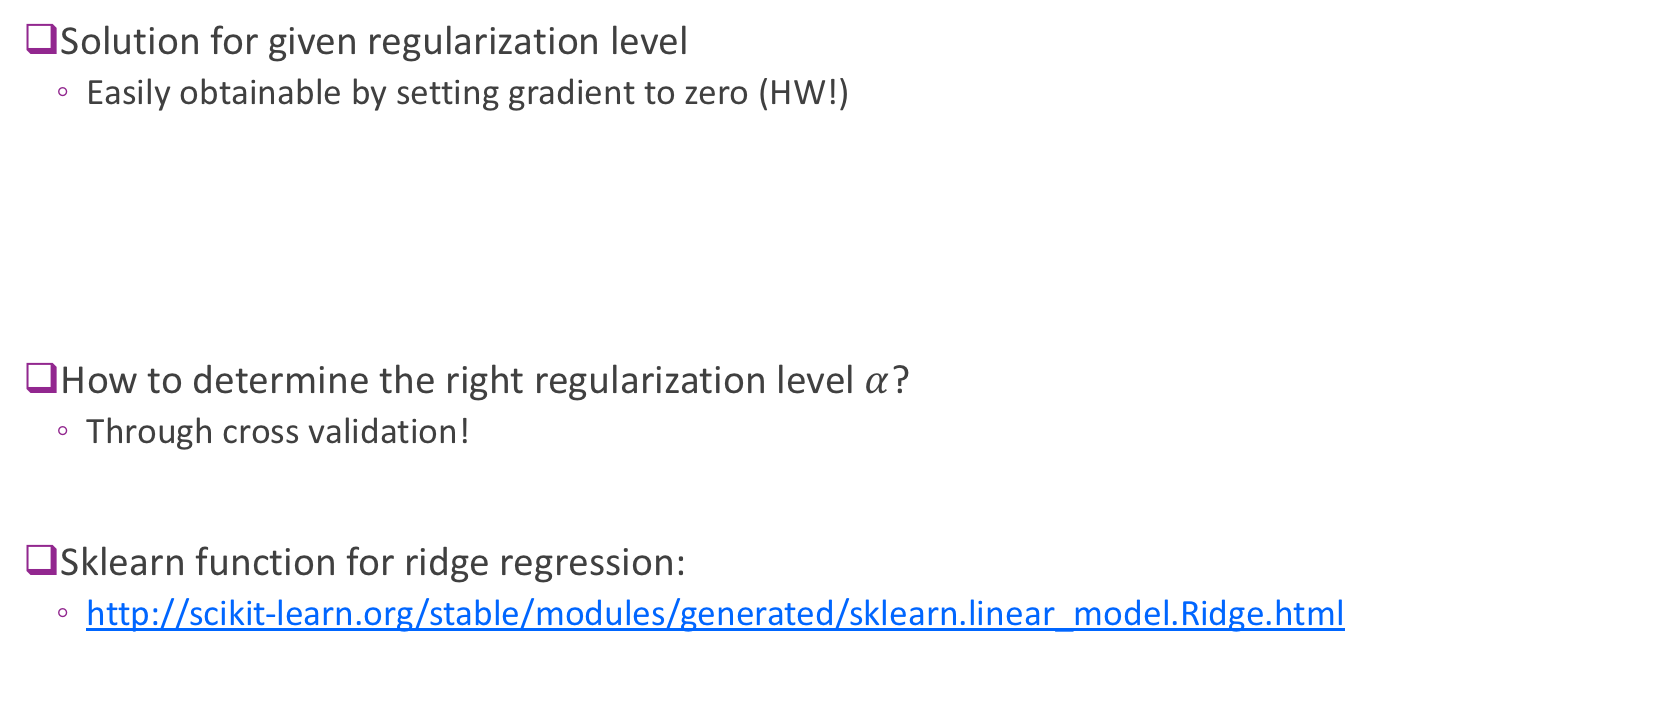 ❑Solution for given regularization level
◦ Easily obtainable by setting gradient to zero (HW!)
❑How to determine the right regularization level α?
◦ Through cross validation!
❑Sklearn function for ridge regression:
◦ http://scikit-learn.org/stable/modules/generated/sklearn.linear_model.Ridge.html